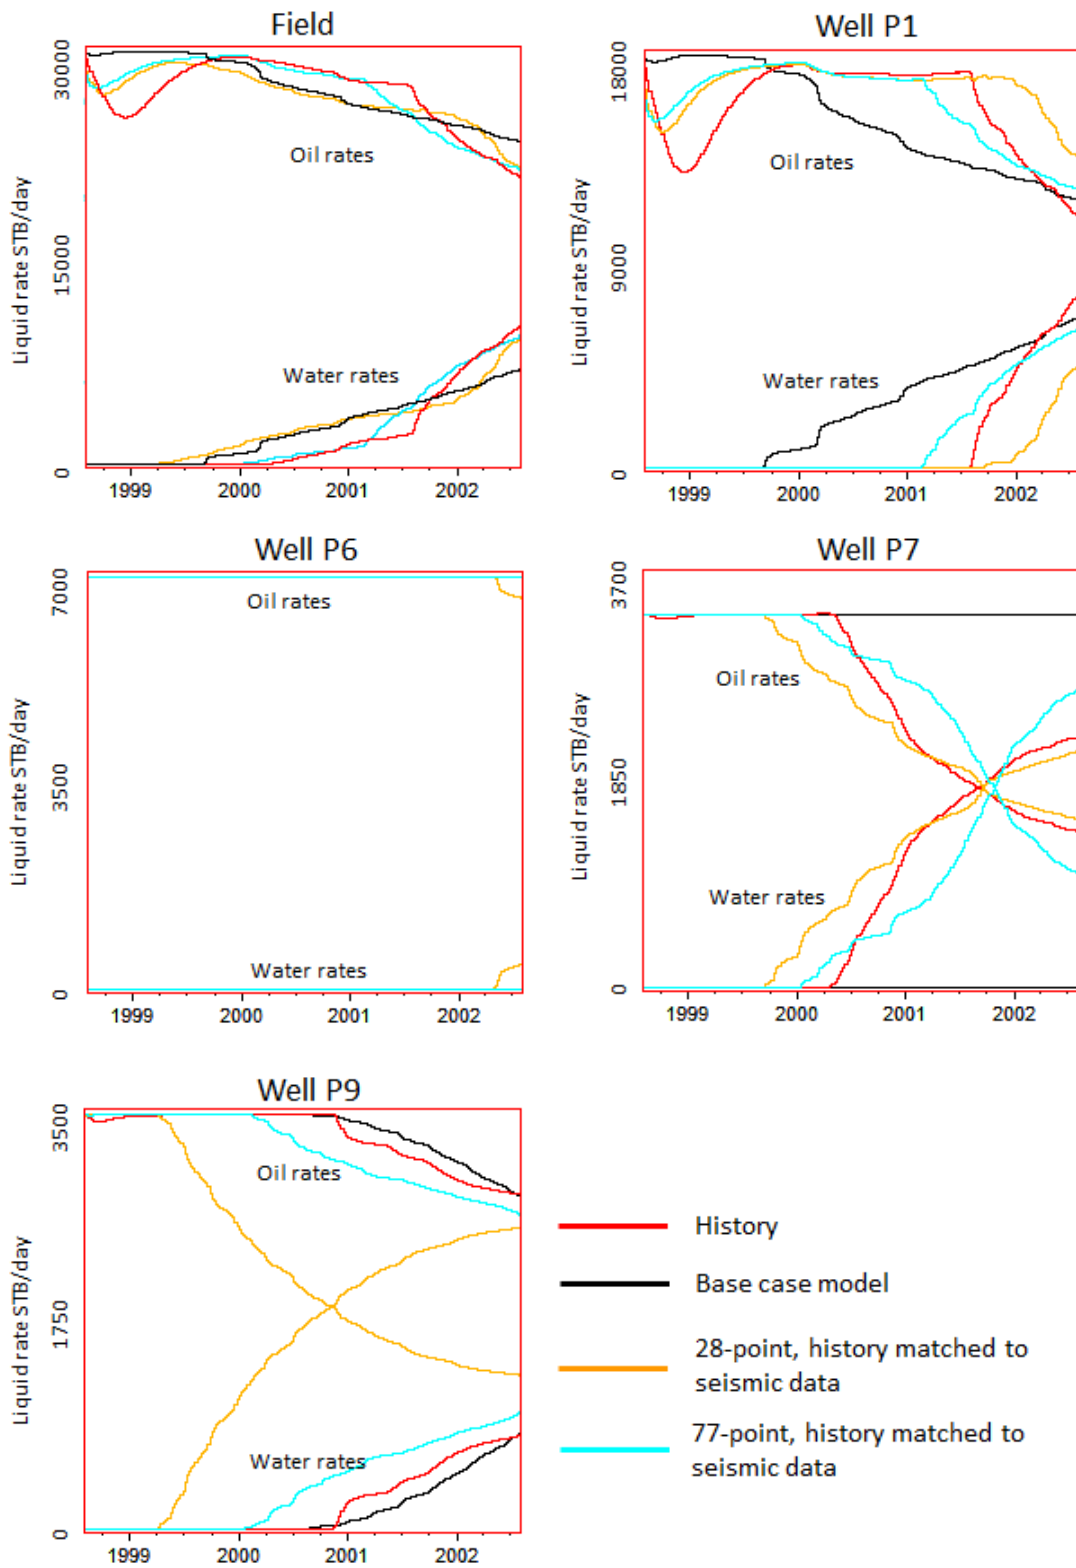 Field
Liquid rate STB/day
30000
15000
0
Oil rates
Water rates
1999 2000 2001 2002
Well P1
Liquid rate STB/day
18000
9000
0
Oil rates
Water rates
1999 2000 2001 2002
Well P6
Liquid rate STB/day
7000
3500
0
Oil rates
Water rates
1999 2000 2001 2002
Well P7
Liquid rate STB/day
3700
1850
0
Oil rates
Water rates
1999 2000 2001 2002
Well P9
Liquid rate STB/day
3500
1750
0
Oil rates
Water rates
1999 2000 2001 2002
History
Base case model
28-point, history matched to
seismic data
77-point, history matched to
seismic data